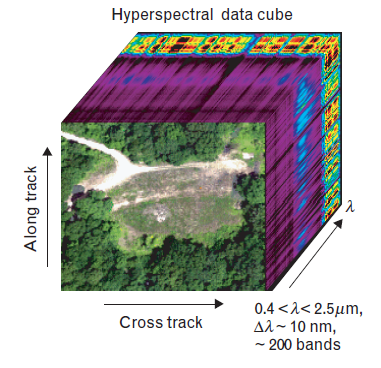 Hyperspectral data cube
Along track
λ
Cross track
0.4 < λ < 2.5μm,
Δλ ~ 10 nm,
~ 200 bands